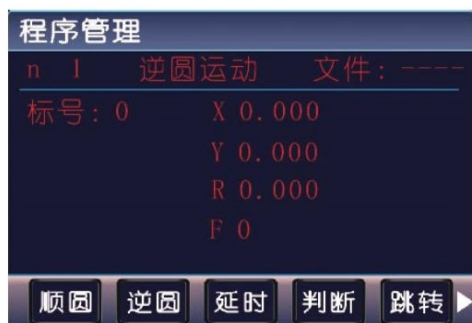 程序管理
n 1 逆圆运动 文件: ----
标号: 0 X 0.000
Y 0.000
R 0.000
F 0
顺圆 逆圆 延时 判断 跳转